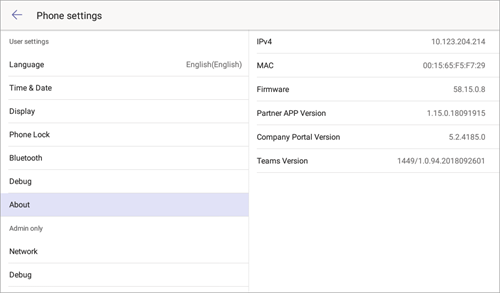 Phone settings
User settings
Language English(English)
Time & Date
Display
Phone Lock
Bluetooth
Debug
About
Admin only
Network
Debug
IPv4 10.123.204.214
MAC 00:15:65:F5:F7:29
Firmware 58.15.0.8
Partner APP Version 1.15.0.18091915
Company Portal Version 5.2.4185.0
Teams Version 1449/1.0.94.2018092601